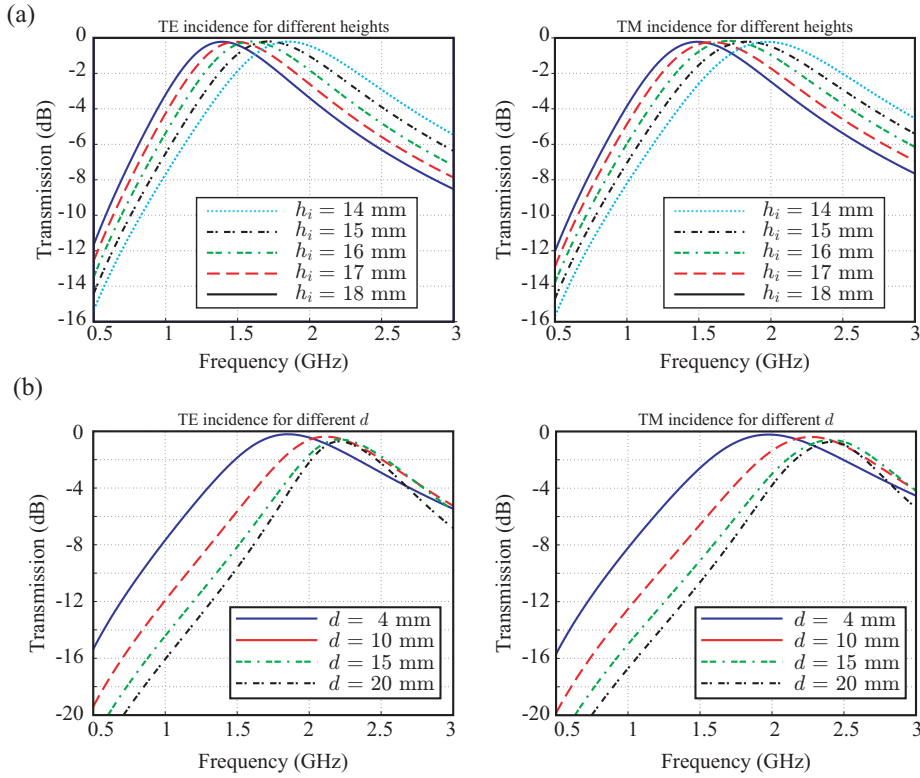 (a)
TE incidence for different heights
0
-2
-4
-6
-8
-10
-12
-14
-16
Transmission (dB)
h_i = 14 mm
h_i = 15 mm
h_i = 16 mm
h_i = 17 mm
h_i = 18 mm
0.5 1 1.5 2 2.5 3
Frequency (GHz)
TM incidence for different heights
0
-2
-4
-6
-8
-10
-12
-14
-16
Transmission (dB)
h_i = 14 mm
h_i = 15 mm
h_i = 16 mm
h_i = 17 mm
h_i = 18 mm
0.5 1 1.5 2 2.5 3
Frequency (GHz)
(b)
TE incidence for different d
0
-4
-8
-12
-16
-20
Transmission (dB)
d = 4 mm
d = 10 mm
d = 15 mm
d = 20 mm
0.5 1 1.5 2 2.5 3
Frequency (GHz)
TM incidence for different d
0
-4
-8
-12
-16
-20
Transmission (dB)
d = 4 mm
d = 10 mm
d = 15 mm
d = 20 mm
0.5 1 1.5 2 2.5 3
Frequency (GHz)